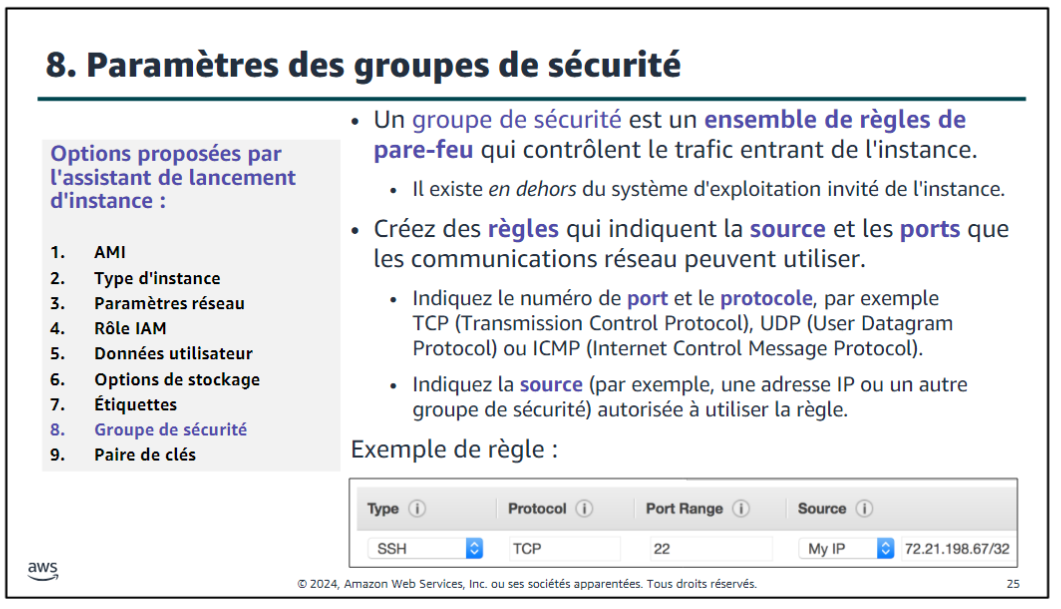 8. Paramètres des groupes de sécurité
Options proposées par
l'assistant de lancement
d'instance :
1. AMI
2. Type d'instance
3. Paramètres réseau
4. Rôle IAM
5. Données utilisateur
6. Options de stockage
7. Étiquettes
8. Groupe de sécurité
9. Paire de clés
• Un groupe de sécurité est un ensemble de règles de
pare-feu qui contrôlent le trafic entrant de l'instance.
• Il existe en dehors du système d'exploitation invité de l'instance.
• Créez des règles qui indiquent la source et les ports que
les communications réseau peuvent utiliser.
• Indiquez le numéro de port et le protocole, par exemple
TCP (Transmission Control Protocol), UDP (User Datagram
Protocol) ou ICMP (Internet Control Message Protocol).
• Indiquez la source (par exemple, une adresse IP ou un autre
groupe de sécurité) autorisée à utiliser la règle.
Exemple de règle :
Type i Protocol i Port Range i Source i
SSH TCP 22 My IP 72.21.198.67/32
aws
© 2024, Amazon Web Services, Inc. ou ses sociétés apparentées. Tous droits réservés.
25